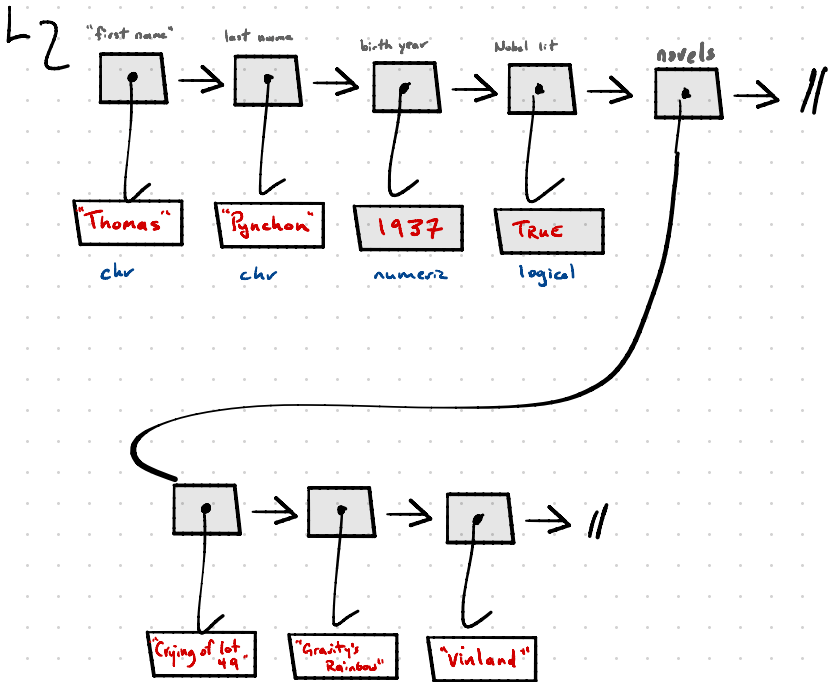 L2
"first name" last name birth year Nobel lit novels
"Thomas" "Pynchon" 1937 TRUE
chr chr numeric logical
"Crying of lot 49" "Gravity's Rainbow" "Vinland"